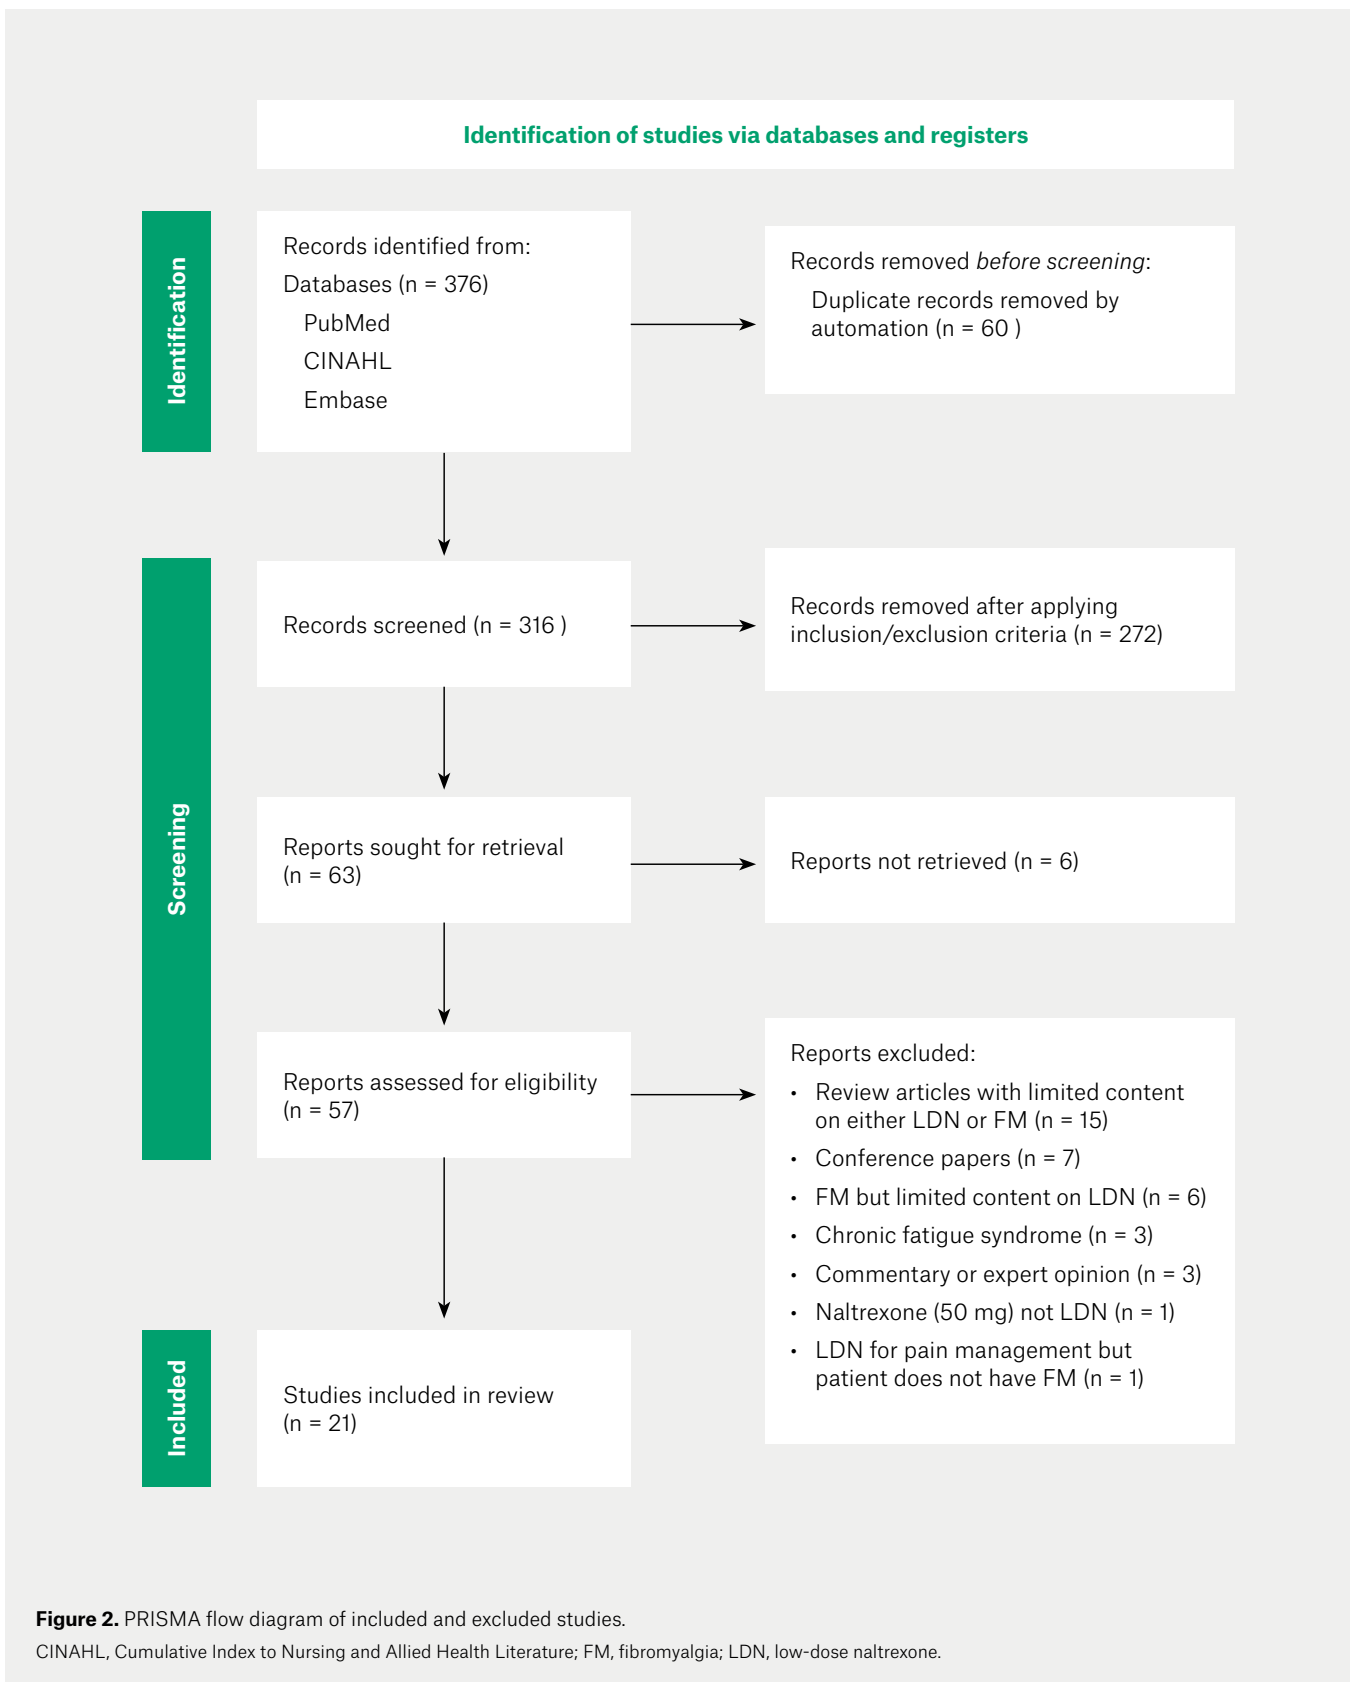 Identification of studies via databases and registers
Identification
Records identified from:
Databases (n = 376)
PubMed
CINAHL
Embase
Records removed before screening:
Duplicate records removed by
automation (n = 60 )
Screening
Records screened (n = 316 )
Records removed after applying
inclusion/exclusion criteria (n = 272)
Reports sought for retrieval
(n = 63)
Reports not retrieved (n = 6)
Reports assessed for eligibility
(n = 57)
Reports excluded:
• Review articles with limited content
on either LDN or FM (n = 15)
• Conference papers (n = 7)
• FM but limited content on LDN (n = 6)
• Chronic fatigue syndrome (n = 3)
• Commentary or expert opinion (n = 3)
• Naltrexone (50 mg) not LDN (n = 1)
• LDN for pain management but
patient does not have FM (n = 1)
Included
Studies included in review
(n = 21)
Figure 2. PRISMA flow diagram of included and excluded studies.
CINAHL, Cumulative Index to Nursing and Allied Health Literature; FM, fibromyalgia; LDN, low-dose naltrexone.